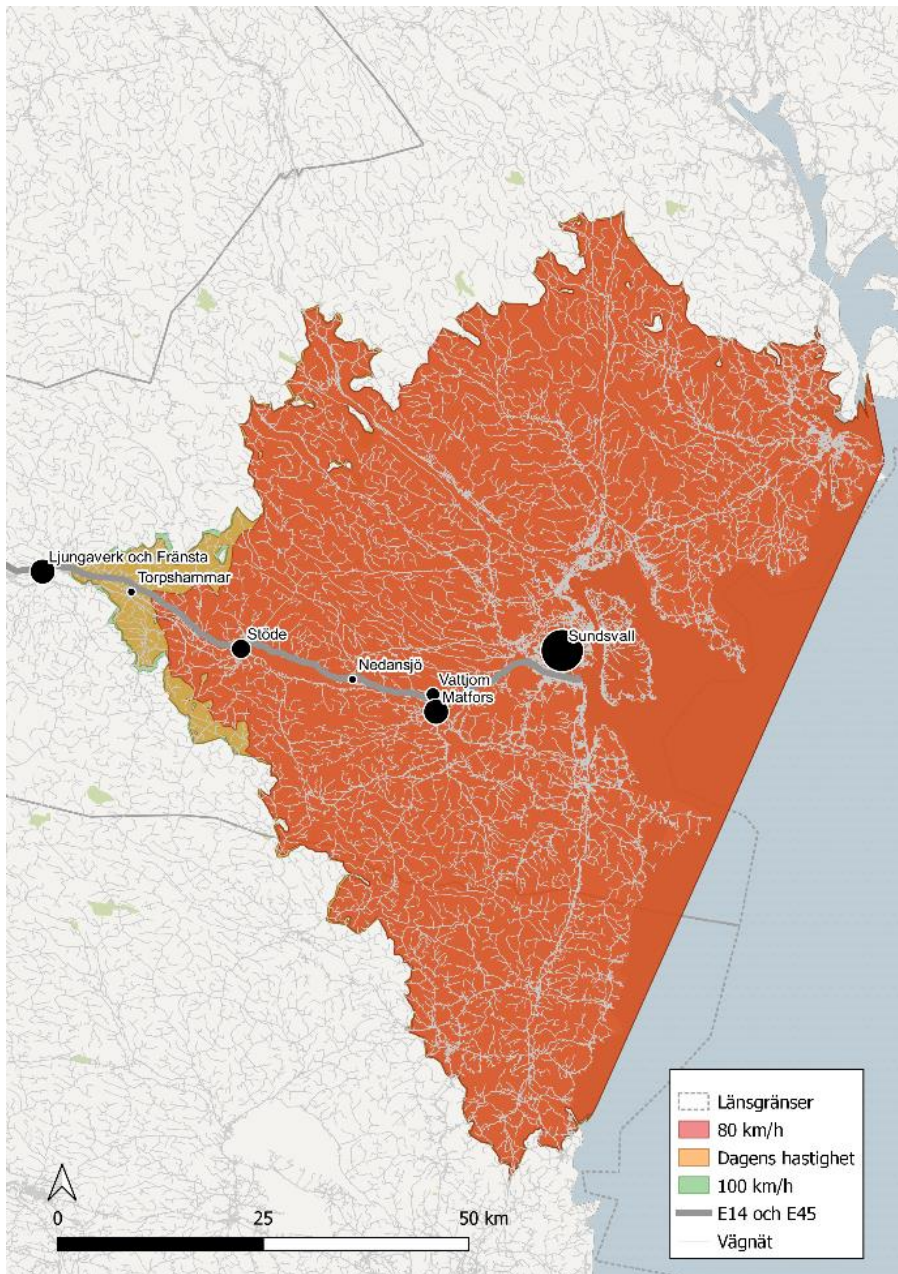 Ljungaverk och Fränsta
Torpshammar
Stöde
Nedansjö
Vattjom
Matfors
Sundsvall
Länsgränser
80 km/h
Dagens hastighet
100 km/h
E14 och E45
Vägnät
0 25 50 km